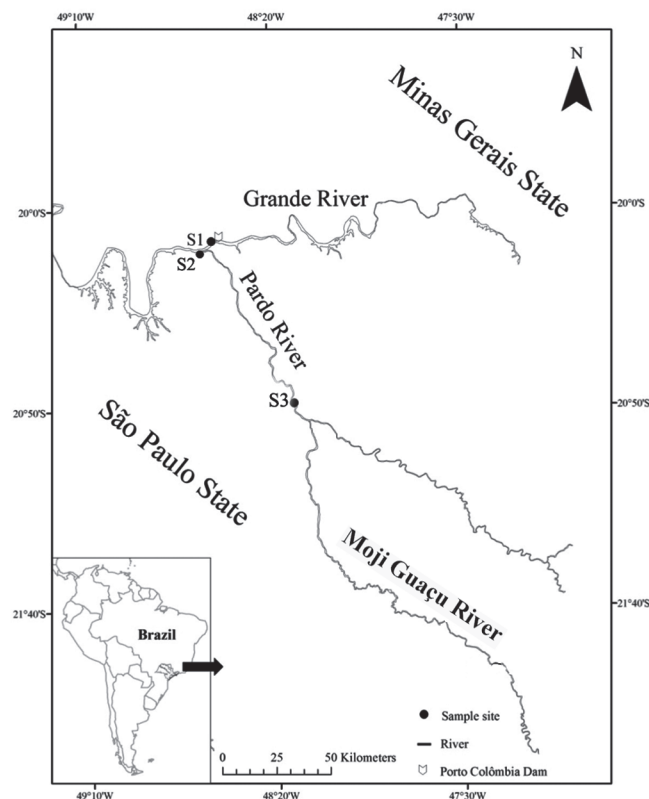 49°10'W 48°20'W 47°30'W
N
Minas Gerais State
Grande River
20°0'S 20°0'S
S1
S2
Pardo River
S3
20°50'S 20°50'S
São Paulo State
Moji Guaçu River
21°40'S 21°40'S
Brazil
Sample site
River
Porto Colômbia Dam
0 25 50 Kilometers
49°10'W 48°20'W 47°30'W